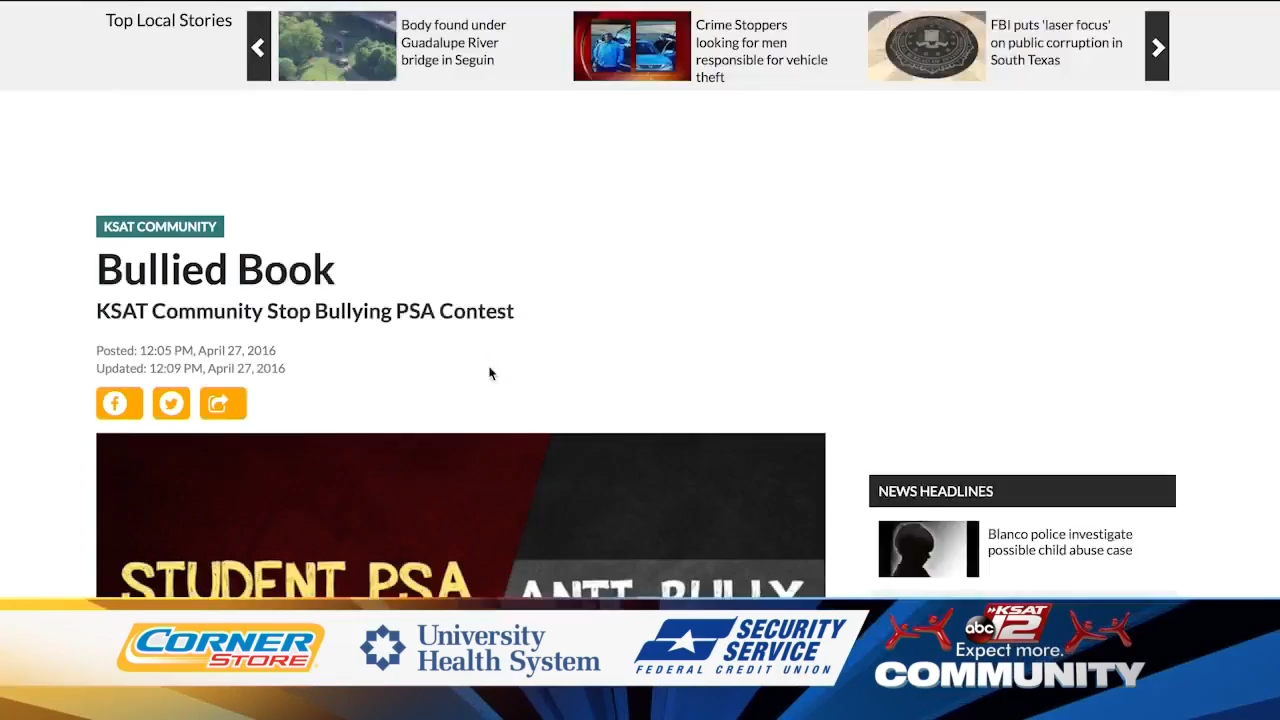 Top Local Stories
Body found under
Guadalupe River
bridge in Seguin
Crime Stoppers
looking for men
responsible for vehicle
theft
FBI puts 'laser focus'
on public corruption in
South Texas
KSAT COMMUNITY
Bullied Book
KSAT Community Stop Bullying PSA Contest
Posted: 12:05 PM, April 27, 2016
Updated: 12:09 PM, April 27, 2016
STUDENT PSA
ANTI-BULLY
NEWS HEADLINES
Blanco police investigate
possible child abuse case
CORNER
STORE
University
Health System
SECURITY
SERVICE
FEDERAL CREDIT UNION
abc KSAT 12
Expect more.
COMMUNITY